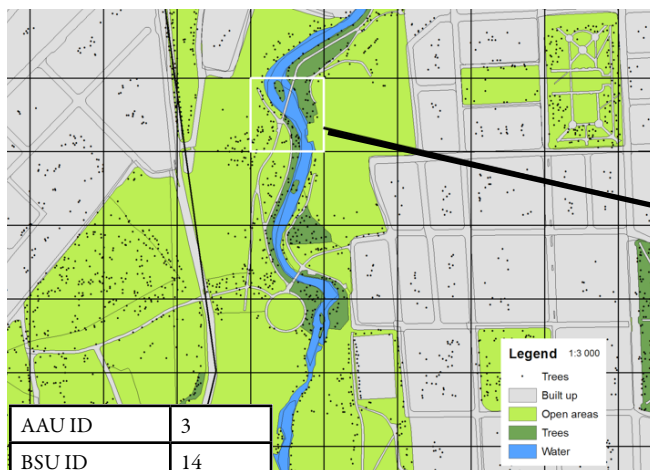 Legend 1:3 000
Trees
Built up
Open areas
Trees
Water
AAU ID 3
BSU ID 14